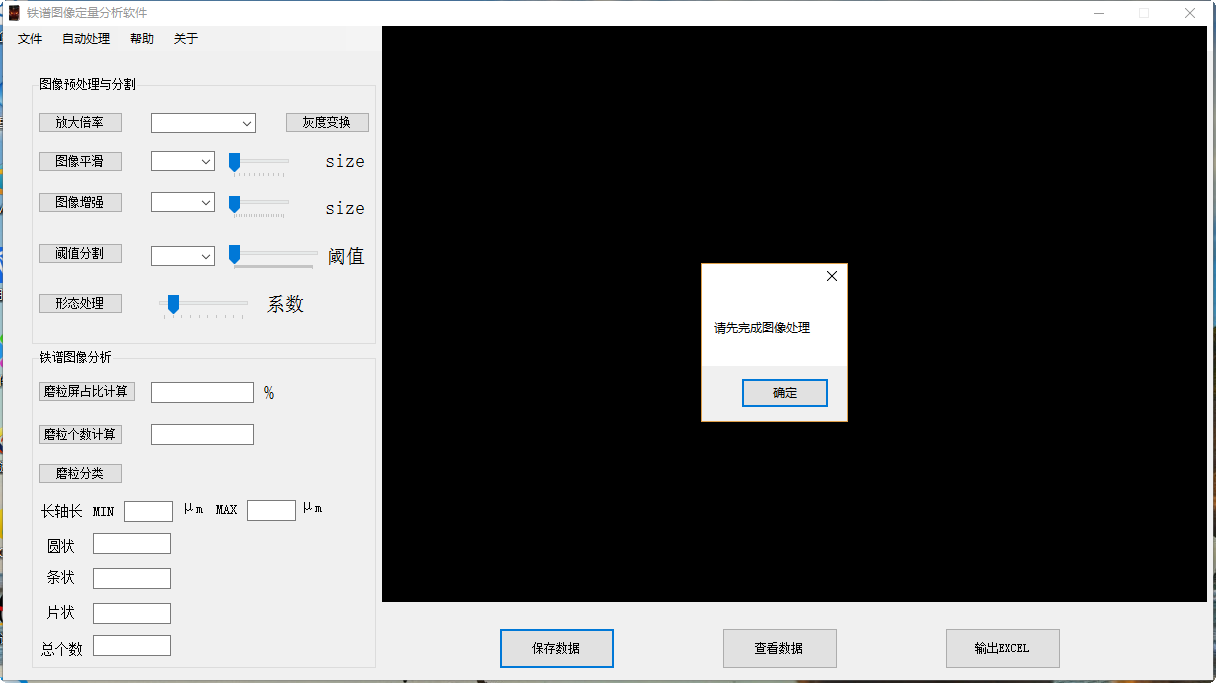 铁谱图像定量分析软件
文件 自动处理 帮助 关于
图像预处理与分割
放大倍率 灰度变换
图像平滑 size
图像增强 size
阈值分割 阈值
形态处理 系数
铁谱图像分析
磨粒屏占比计算 %
磨粒个数计算
磨粒分类
长轴长 MIN μm MAX μm
圆状
条状
片状
总个数
请先完成图像处理
确定
保存数据 查看数据 输出EXCEL